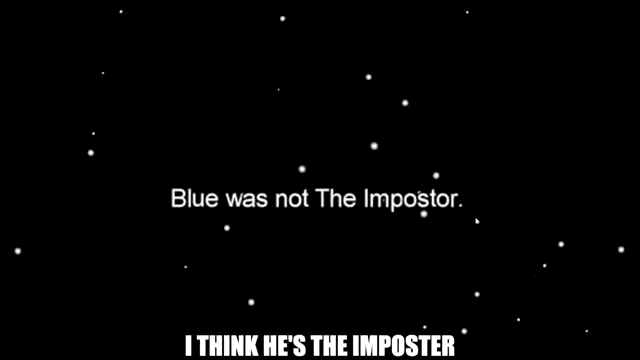 Blue was not The Impostor.
I THINK HE'S THE IMPOSTER